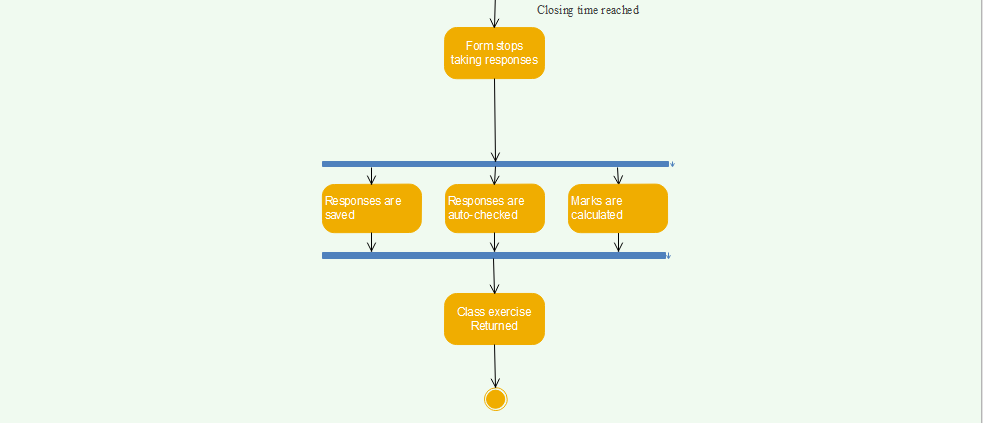 Closing time reached
Form stops
taking responses
Responses are
saved
Responses are
auto-checked
Marks are
calculated
Class exercise
Returned